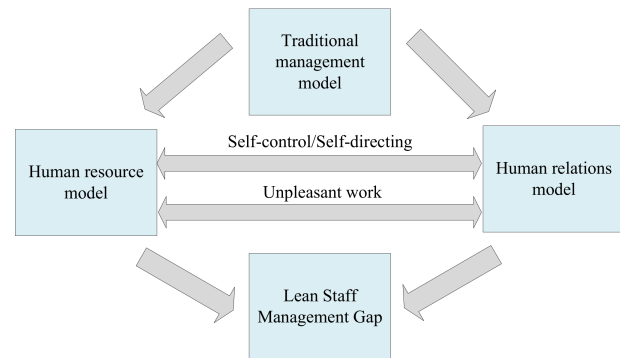 Traditional
management
model
Self-control/Self-directing
Human resource
model
Human relations
model
Unpleasant work
Lean Staff
Management Gap